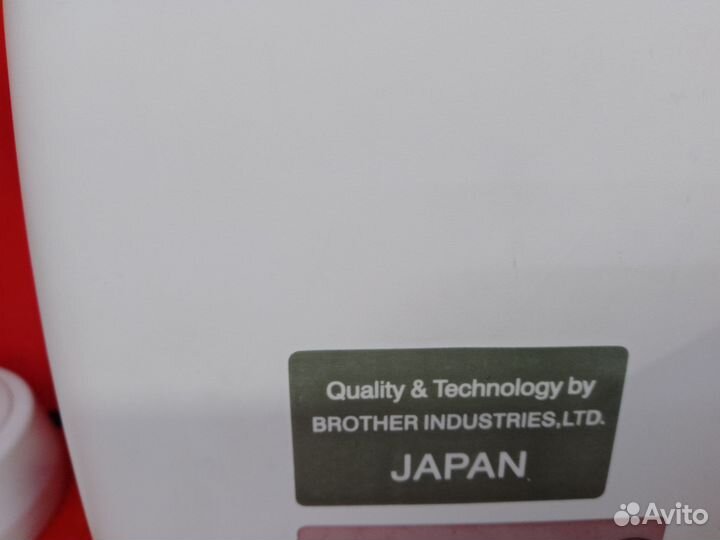 Quality & Technology by
BROTHER INDUSTRIES,LTD.
JAPAN
Avito